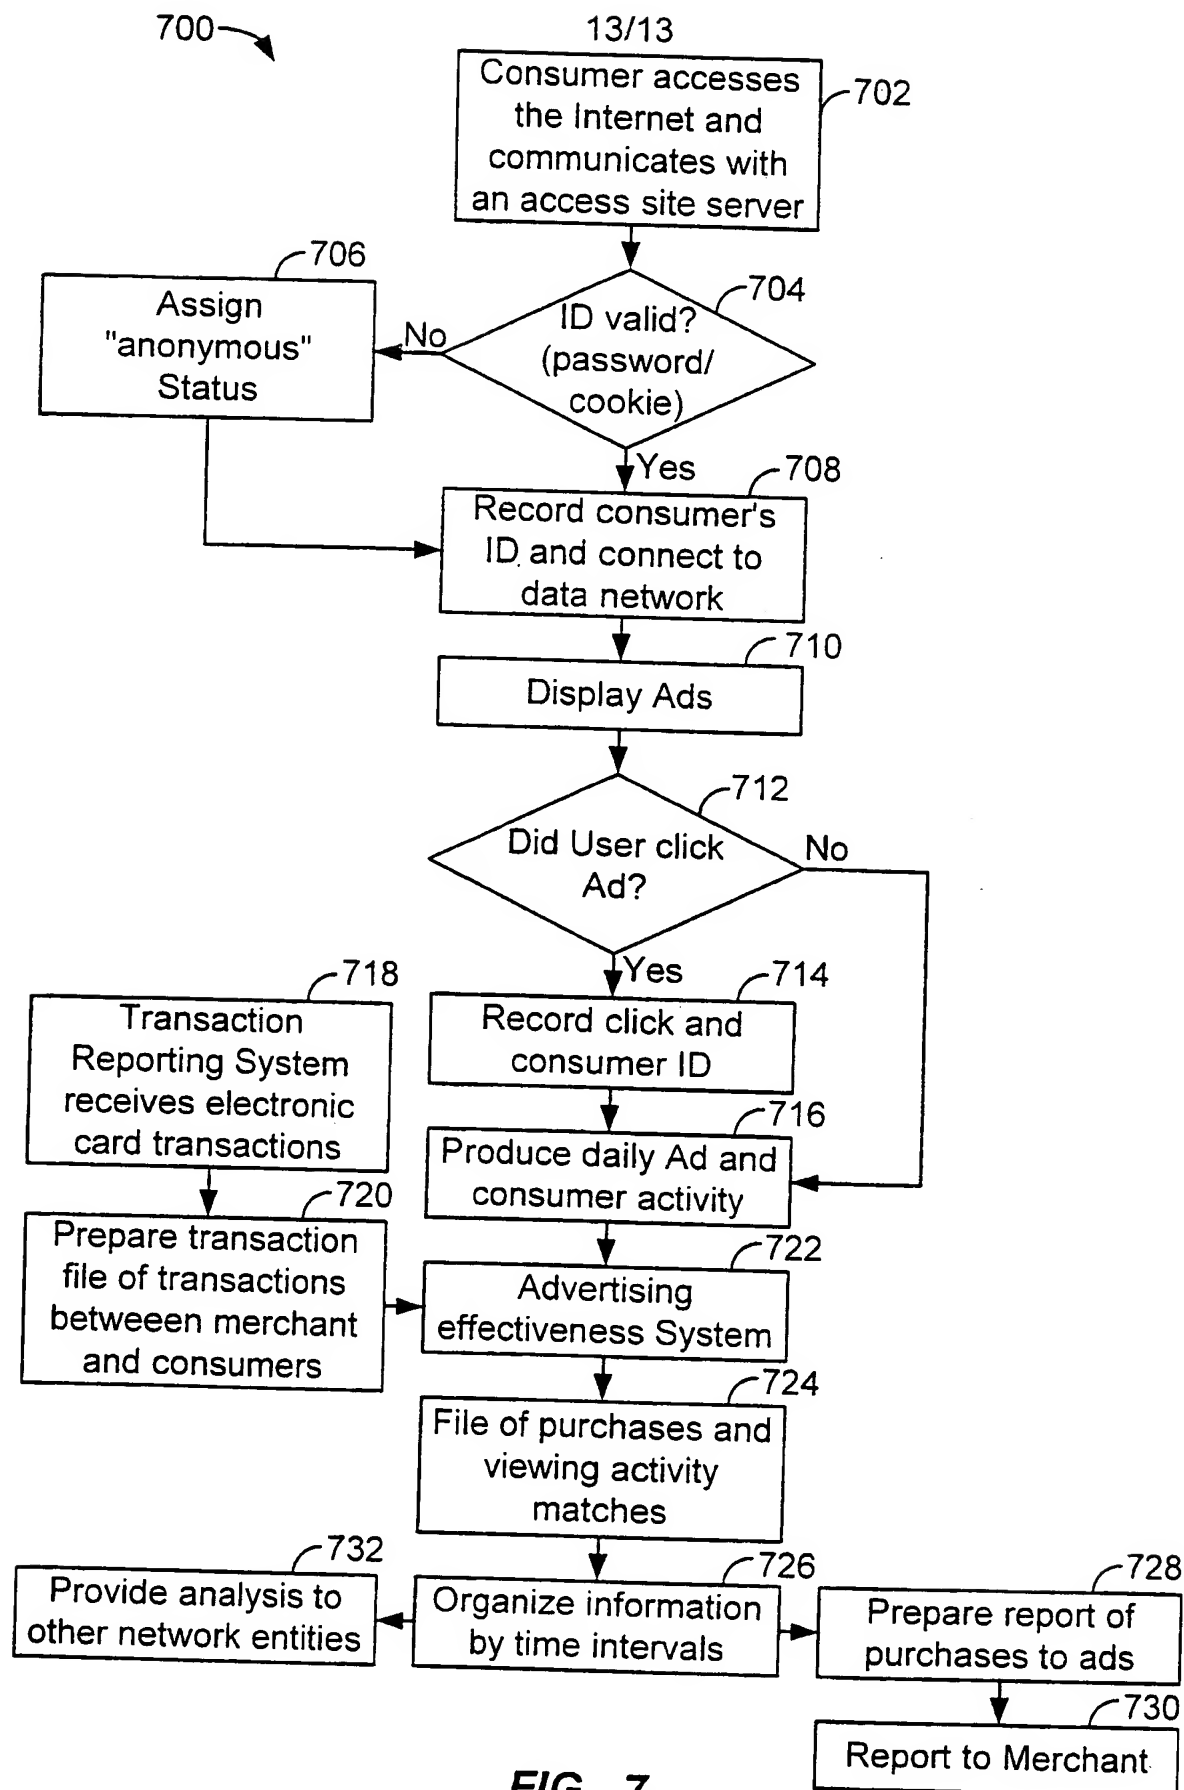 700
13/13
Consumer accesses
the Internet and
communicates with
an access site server
702
706
Assign
"anonymous"
Status
No
704
ID valid?
(password/
cookie)
Yes
708
Record consumer's
ID and connect to
data network
710
Display Ads
712
Did User click
Ad?
No
Yes
714
Record click and
consumer ID
718
Transaction
Reporting System
receives electronic
card transactions
716
Produce daily Ad and
consumer activity
720
Prepare transaction
file of transactions
betweeen merchant
and consumers
722
Advertising
effectiveness System
724
File of purchases and
viewing activity
matches
732
Provide analysis to
other network entities
726
Organize information
by time intervals
728
Prepare report of
purchases to ads
730
Report to Merchant
FIG. 7